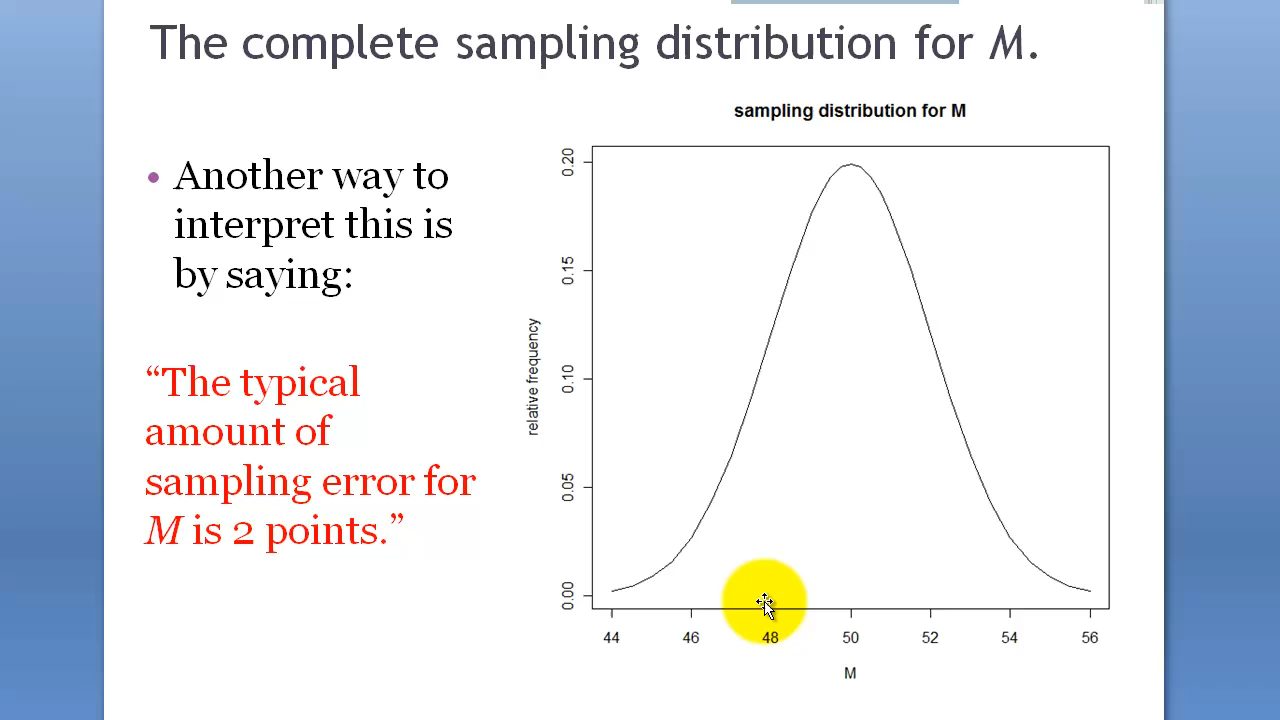 The complete sampling distribution for M.
• Another way to
interpret this is
by saying:
“The typical
amount of
sampling error for
M is 2 points.”
sampling distribution for M
relative frequency
0.20
0.15
0.10
0.05
0.00
44 46 48 50 52 54 56
M